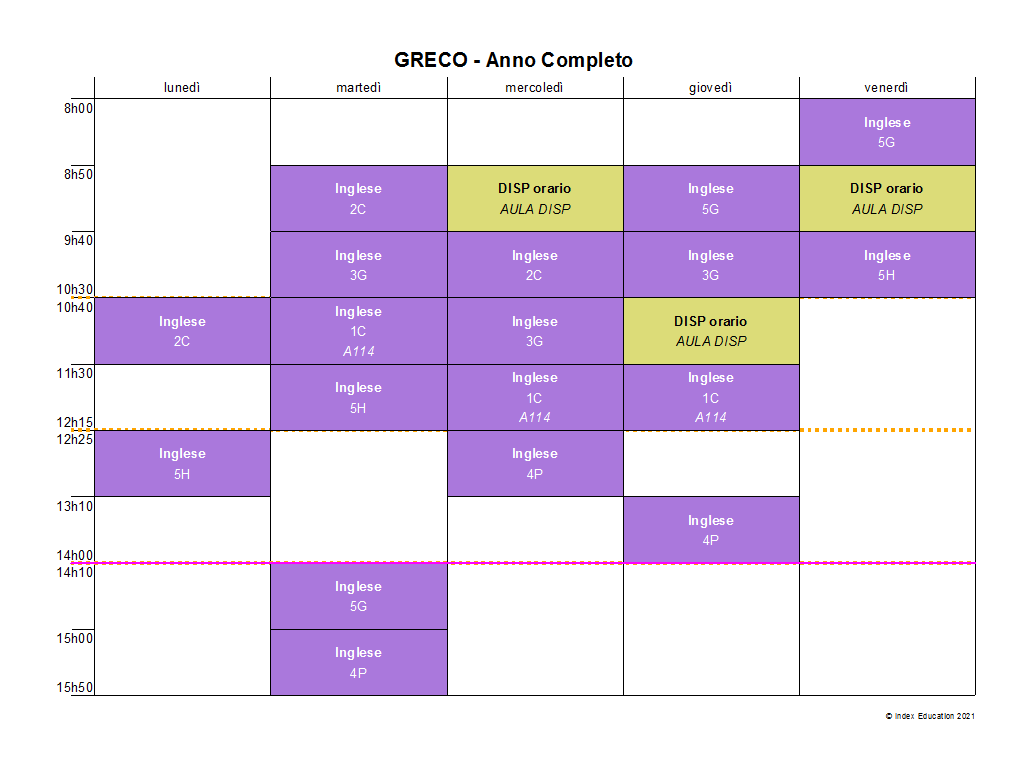 GRECO - Anno Completo
lunedì martedì mercoledì giovedì venerdì
8h00
Inglese
5G
8h50
Inglese DISP orario Inglese DISP orario
2C AULA DISP 5G AULA DISP
9h40
Inglese Inglese Inglese Inglese
3G 2C 3G 5H
10h30
10h40
Inglese Inglese Inglese DISP orario
2C 1C 3G AULA DISP
A114
11h30
Inglese Inglese Inglese
5H 1C 1C
A114 A114
12h15
12h25
Inglese Inglese
5H 4P
13h10
Inglese
4P
14h00
14h10
Inglese
5G
15h00
Inglese
4P
15h50
© Index Education 2021